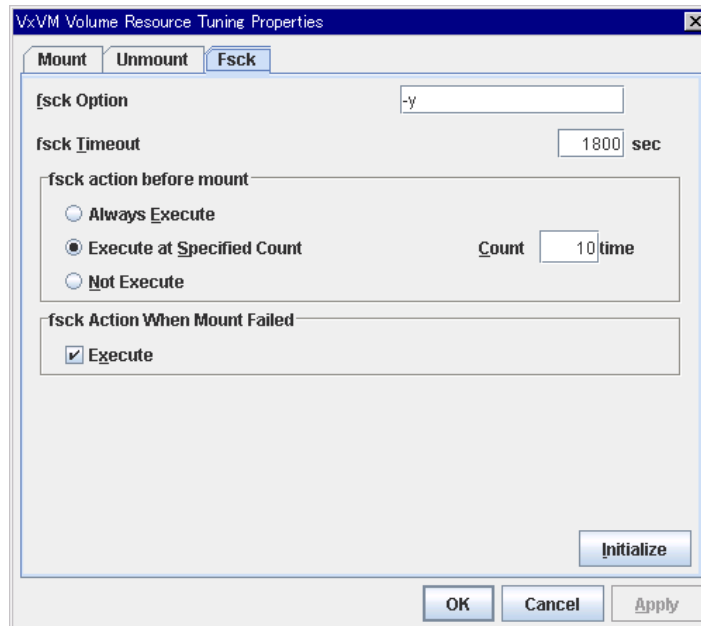 VxVM Volume Resource Tuning Properties
Mount Unmount Fsck
fsck Option -y
fsck Timeout 1800 sec
fsck action before mount
Always Execute
Execute at Specified Count Count 10 time
Not Execute
fsck Action When Mount Failed
Execute
Initialize
OK Cancel Apply